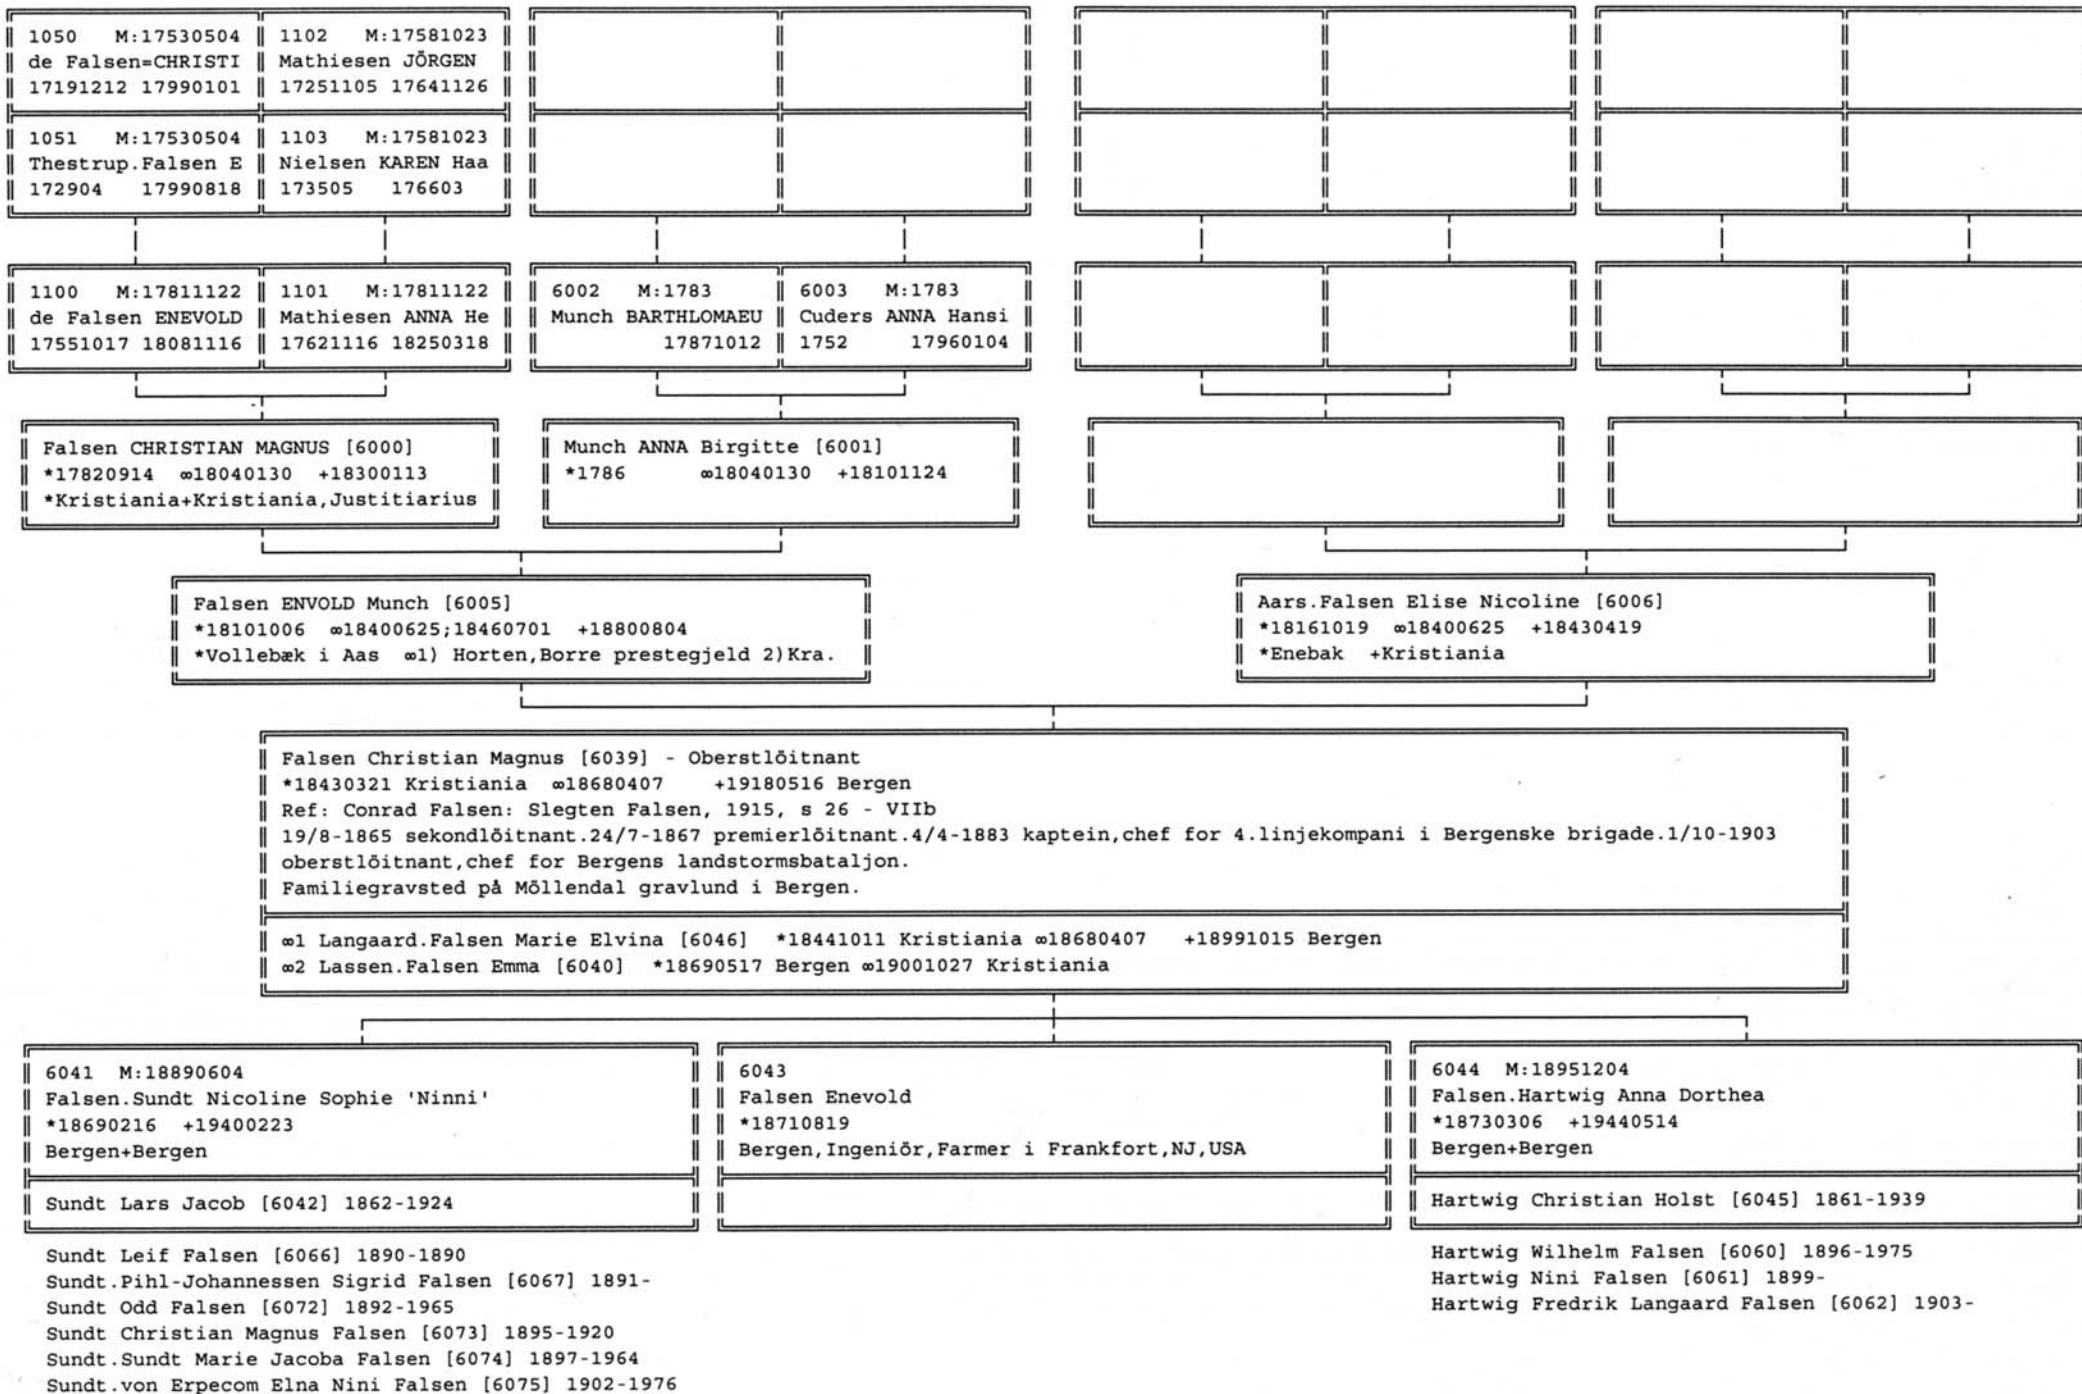 1050 M:17530504
de Falsen=CHRISTI
17191212 17990101
1102 M:17581023
Mathiesen JÖRGEN
17251105 17641126
1051 M:17530504
Thestrup.Falsen E
172904 17990818
1103 M:17581023
Nielsen KAREN Haa
173505 176603
1100 M:17811122
de Falsen ENEVOLD
17551017 18081116
1101 M:17811122
Mathiesen ANNA He
17621116 18250318
6002 M:1783
Munch BARTHLOMAEU
17871012
6003 M:1783
Cuders ANNA Hansi
1752 17960104
Falsen CHRISTIAN MAGNUS [6000]
*17820914 ∞18040130 +18300113
*Kristiania+Kristiania,Justitiarius
Munch ANNA Birgitte [6001]
*1786 ∞18040130 +18101124
Falsen ENVOLD Munch [6005]
*18101006 ∞18400625;18460701 +18800804
*Vollebæk i Aas ∞1) Horten,Borre prestegjeld 2)Kra.
Aars.Falsen Elise Nicoline [6006]
*18161019 ∞18400625 +18430419
*Enebak +Kristiania
Falsen Christian Magnus [6039] - Oberstlöitnant
*18430321 Kristiania ∞18680407 +19180516 Bergen
Ref: Conrad Falsen: Slegten Falsen, 1915, s 26 - VIIb
19/8-1865 sekondlöitnant.24/7-1867 premierlöitnant.4/4-1883 kaptein,chef for 4.linjekompani i Bergenske brigade.1/10-1903
oberstlöitnant,chef for Bergens landstormsbataljon.
Familiegravsted på Möllendal gravlund i Bergen.
∞1 Langaard.Falsen Marie Elvina [6046] *18441011 Kristiania ∞18680407 +18991015 Bergen
∞2 Lassen.Falsen Emma [6040] *18690517 Bergen ∞19001027 Kristiania
6041 M:18890604
Falsen.Sundt Nicoline Sophie 'Ninni'
*18690216 +19400223
Bergen+Bergen
Sundt Lars Jacob [6042] 1862-1924
Sundt Leif Falsen [6066] 1890-1890
Sundt.Pihl-Johannessen Sigrid Falsen [6067] 1891-
Sundt Odd Falsen [6072] 1892-1965
Sundt Christian Magnus Falsen [6073] 1895-1920
Sundt.Sundt Marie Jacoba Falsen [6074] 1897-1964
Sundt.von Erpecom Elna Nini Falsen [6075] 1902-1976
6043
Falsen Enevold
*18710819
Bergen,Ingeniör,Farmer i Frankfort,NJ,USA
6044 M:18951204
Falsen.Hartwig Anna Dorthea
*18730306 +19440514
Bergen+Bergen
Hartwig Christian Holst [6045] 1861-1939
Hartwig Wilhelm Falsen [6060] 1896-1975
Hartwig Nini Falsen [6061] 1899-
Hartwig Fredrik Langaard Falsen [6062] 1903-